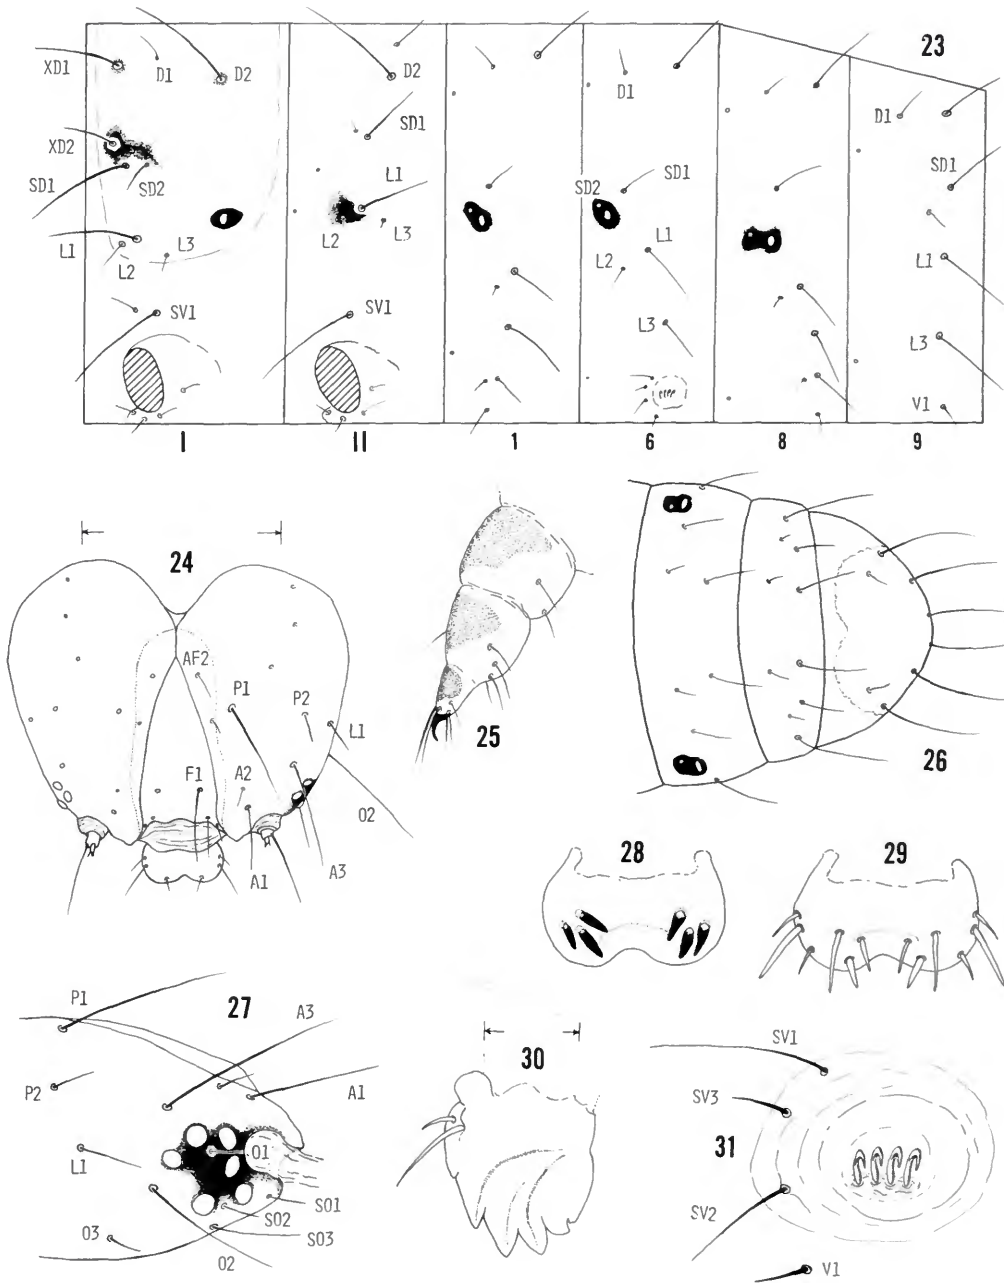 23
XD1
D1
D2
D2
D1
D1
SD1
XD2
SD1
SD2
L1
SD2
SD1
SD1
L1
L2
L3
L2
L3
L1
L2
L1
SV1
SV1
L3
L3
V1
I
II
1
6
8
9
24
AF2
P1
P2
L1
F1
A2
O2
A1
A3
25
26
28
29
P1
27
A3
30
SV1
P2
A1
SV3
31
L1
O1
SO1
SV2
SO2
O3
SO3
O2
V1